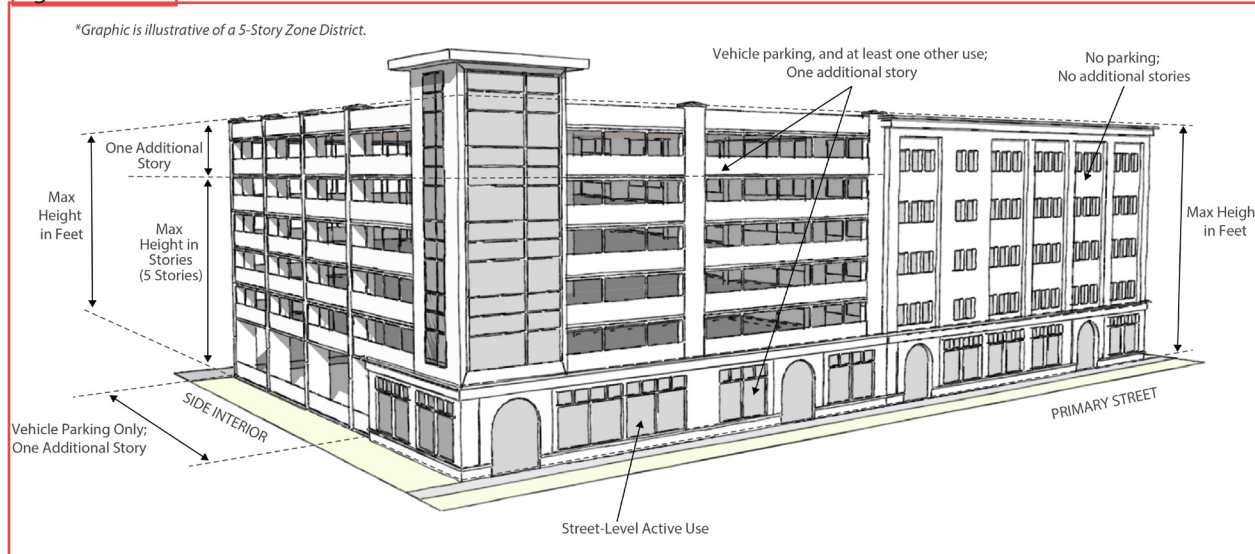 *Graphic is illustrative of a 5-Story Zone District.
Vehicle parking, and at least one other use;
One additional story
No parking;
No additional stories
One Additional
Story
Max
Height
in Feet
Max
Height in
Stories
(5 Stories)
Max Heigh
in Feet
SIDE INTERIOR
PRIMARY STREET
Vehicle Parking Only;
One Additional Story
Street-Level Active Use